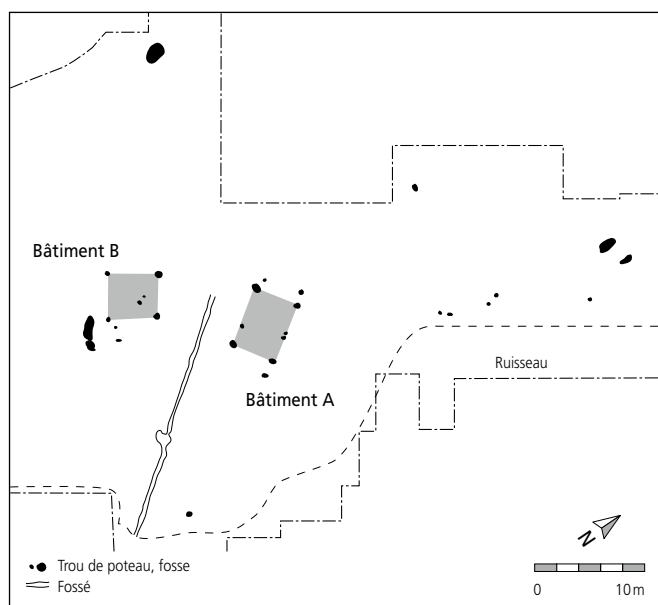 Bâtiment B
Bâtiment A
Ruisseau
N
Trou de poteau, fosse
Fossé
0 10 m